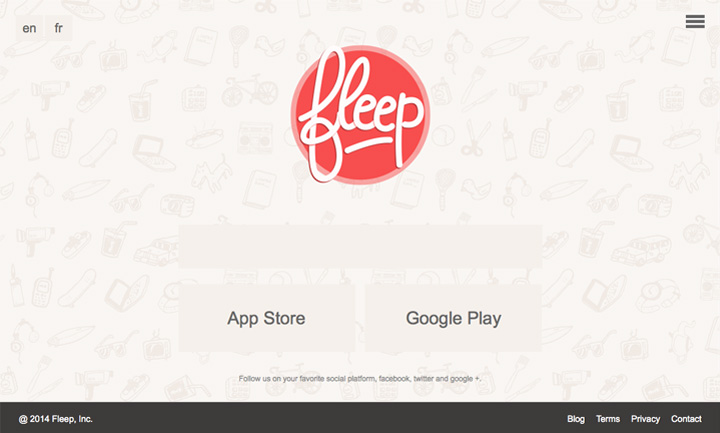 en fr
fleep
App Store Google Play
Follow us on your favorite social platform, facebook, twitter and google +.
@ 2014 Fleep, Inc. Blog Terms Privacy Contact